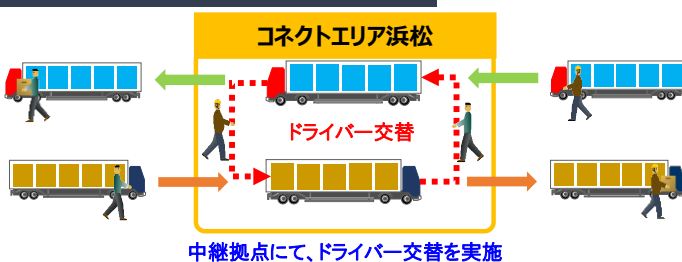 コネクトエリア浜松
ドライバー交替
中継拠点にて、ドライバー交替を実施